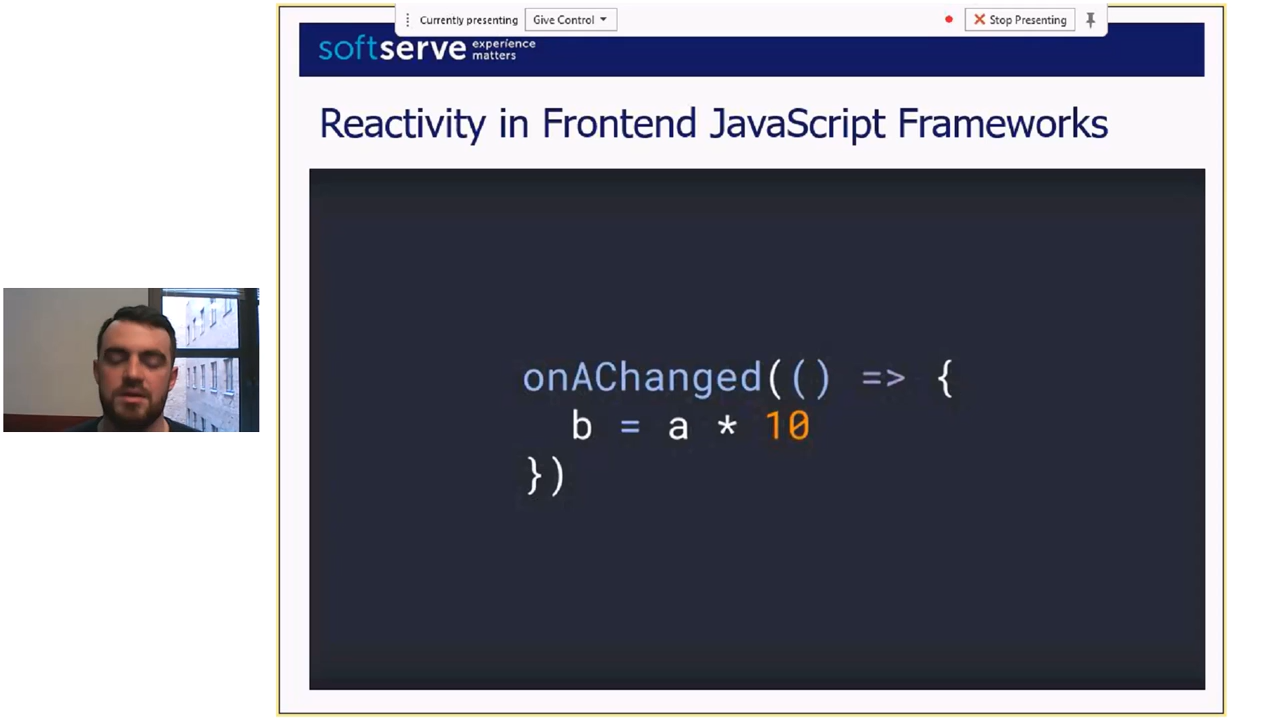 Currently presenting
Give Control
Stop Presenting
softserve experience matters
Reactivity in Frontend JavaScript Frameworks
onAChanged(() => {
b = a * 10
})